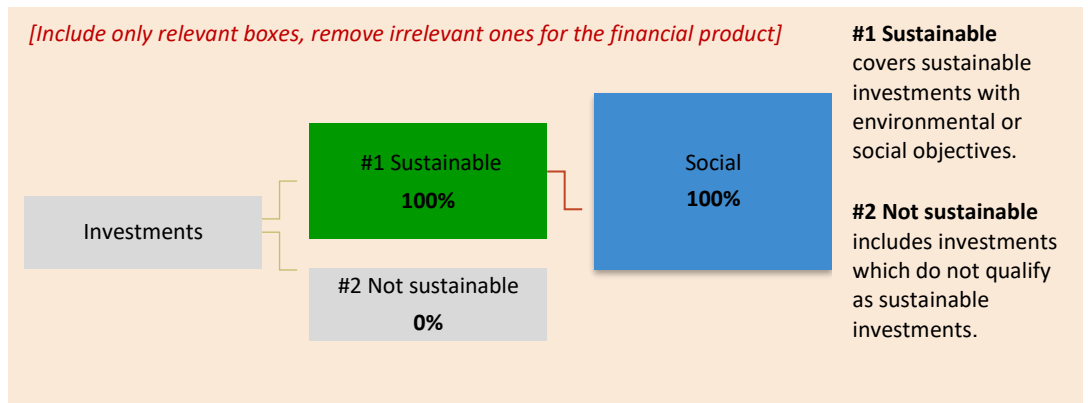 [Include only relevant boxes, remove irrelevant ones for the financial product]
Investments
#1 Sustainable
100%
#2 Not sustainable
0%
Social
100%
#1 Sustainable
covers sustainable
investments with
environmental or
social objectives.
#2 Not sustainable
includes investments
which do not qualify
as sustainable
investments.